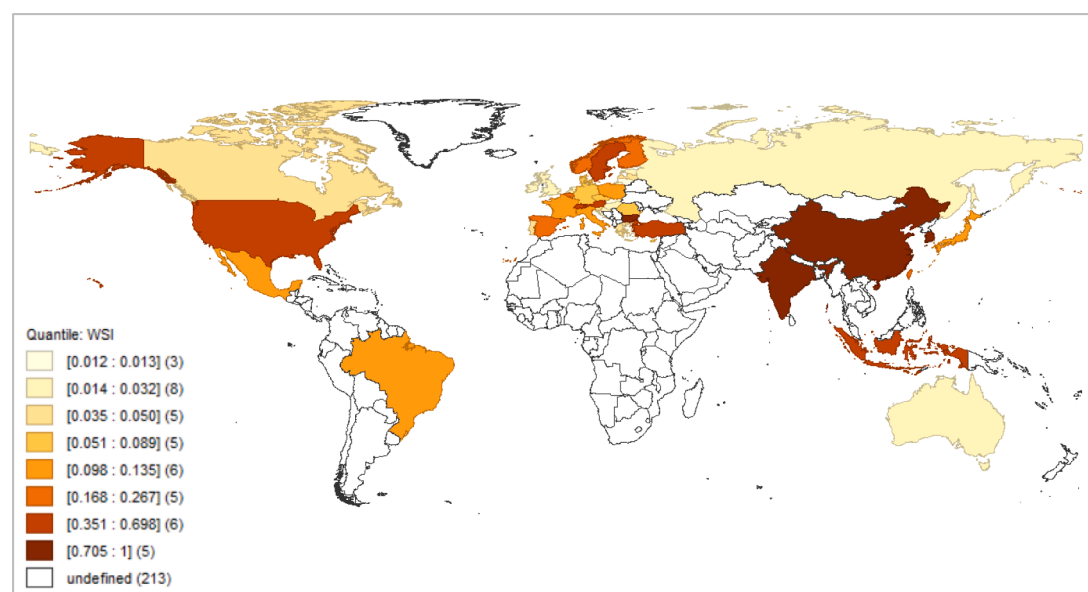 Quantile: WSI
[0.012 : 0.013] (3)
[0.014 : 0.032] (8)
[0.035 : 0.050] (5)
[0.051 : 0.089] (5)
[0.098 : 0.135] (6)
[0.168 : 0.267] (5)
[0.351 : 0.698] (6)
[0.705 : 1] (5)
undefined (213)